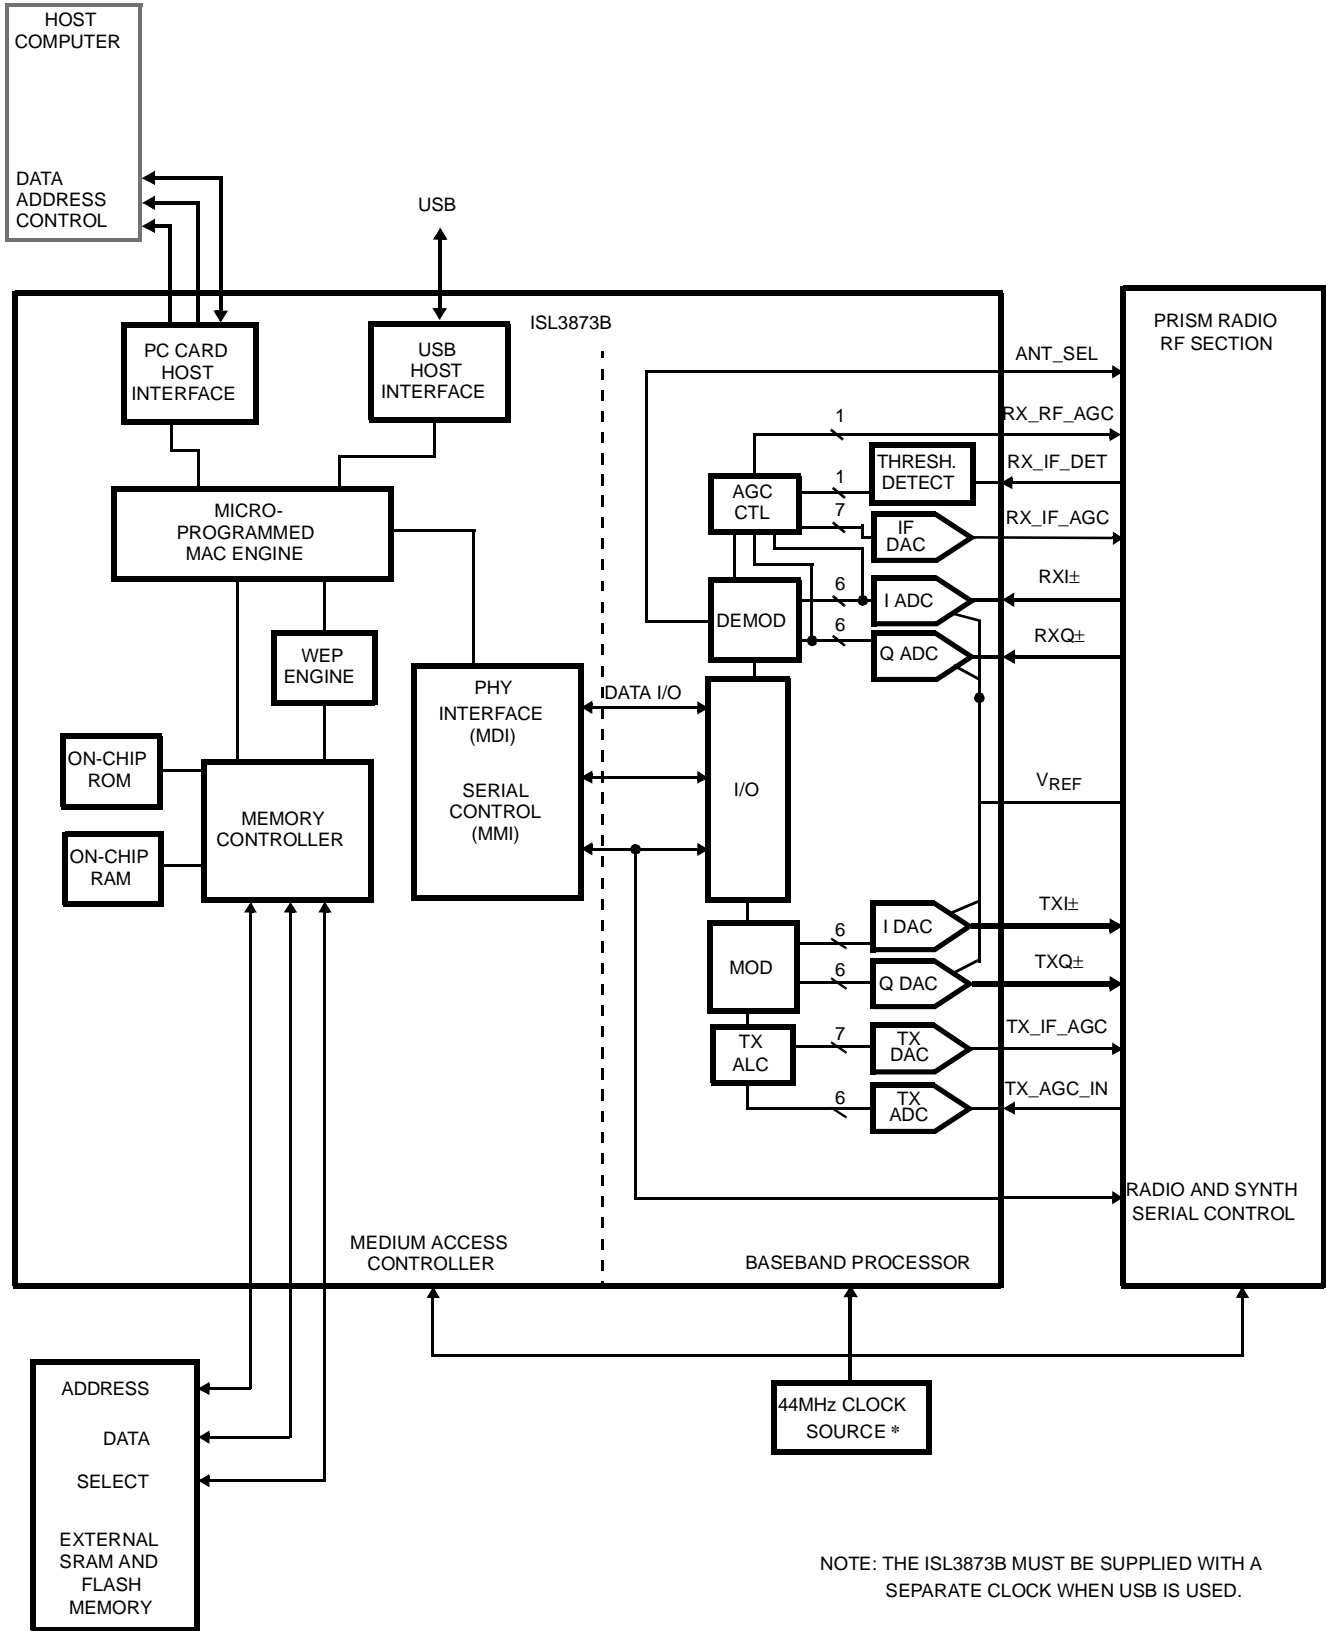 HOST
COMPUTER
DATA
ADDRESS
CONTROL
USB
ISL3873B
PC CARD
HOST
INTERFACE
USB
HOST
INTERFACE
MICRO-
PROGRAMMED
MAC ENGINE
WEP
ENGINE
ON-CHIP
ROM
ON-CHIP
RAM
MEMORY
CONTROLLER
PHY
INTERFACE
(MDI)
SERIAL
CONTROL
(MMI)
DATA I/O
I/O
AGC
CTL
DEMOD
MOD
TX
ALC
1
1
7
6
6
6
6
7
6
THRESH.
DETECT
IF
DAC
I ADC
Q ADC
I DAC
Q DAC
TX
DAC
TX
ADC
ANT_SEL
RX_RF_AGC
RX_IF_DET
RX_IF_AGC
RXI±
RXQ±
VREF
TXI±
TXQ±
TX_IF_AGC
TX_AGC_IN
PRISM RADIO
RF SECTION
RADIO AND SYNTH
SERIAL CONTROL
MEDIUM ACCESS
CONTROLLER
BASEBAND PROCESSOR
44MHz CLOCK
SOURCE *
ADDRESS
DATA
SELECT
EXTERNAL
SRAM AND
FLASH
MEMORY
NOTE: THE ISL3873B MUST BE SUPPLIED WITH A
SEPARATE CLOCK WHEN USB IS USED.